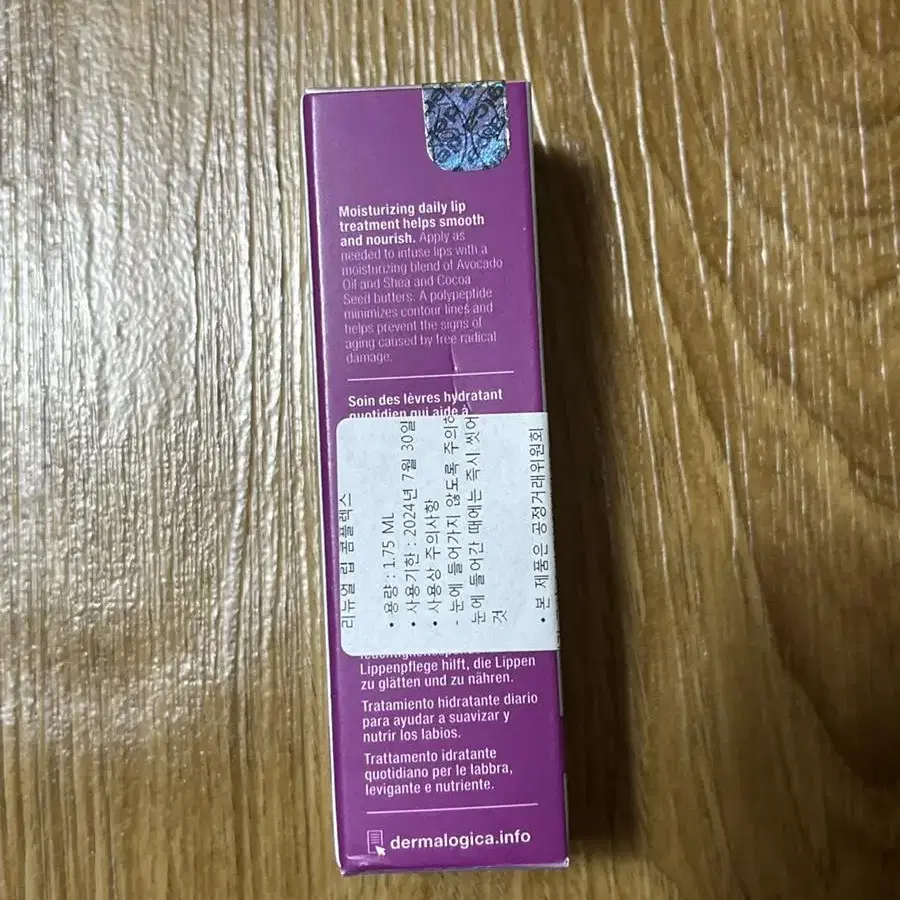 Moisturizing daily lip
treatment helps smooth
and nourish. Apply as
needed to infuse lips with a
moisturizing blend of Avocado
Oil and Shea and Cocoa
Seed butters. A polypeptide
minimizes contour lines and
helps prevent the signs of
aging caused by free radical
damage.
Soin des lèvres hydratant
quotidien qui aide à
리뉴얼 립 콤플렉스
• 용량 : 1.75 ML
• 사용기한 : 2024년 7월 30일
• 사용상 주의사항
- 눈에 들어가지 않도록 주의하
눈에 들어간 때에는 즉시 씻어
것
• 본 제품은 공정거래위원회
Lippenpflege hilft, die Lippen
zu glätten und zu nähren.
Tratamiento hidratante diario
para ayudar a suavizar y
nutrir los labios.
Trattamento idratante
quotidiano per le labbra,
levigante e nutriente.
dermalogica.info